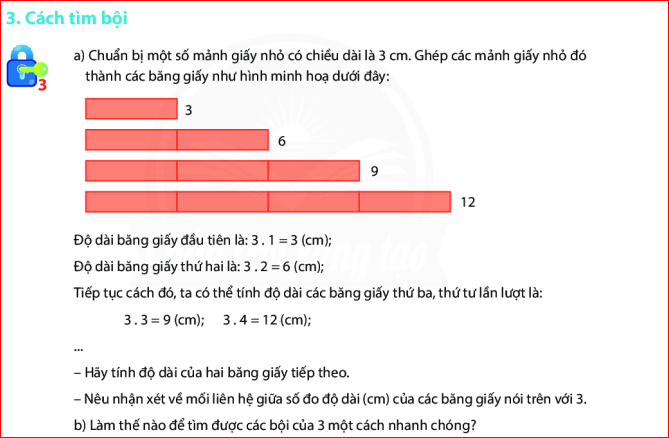 3. Cách tìm bội
3
a) Chuẩn bị một số mảnh giấy nhỏ có chiều dài là 3 cm. Ghép các mảnh giấy nhỏ đó
thành các băng giấy như hình minh hoạ dưới đây:
3
6
9
12
Độ dài băng giấy đầu tiên là: 3 . 1 = 3 (cm);
Độ dài băng giấy thứ hai là: 3 . 2 = 6 (cm);
Tiếp tục cách đó, ta có thể tính độ dài các băng giấy thứ ba, thứ tư lần lượt là:
3 . 3 = 9 (cm); 3 . 4 = 12 (cm);
...
– Hãy tính độ dài của hai băng giấy tiếp theo.
– Nêu nhận xét về mối liên hệ giữa số đo độ dài (cm) của các băng giấy nói trên với 3.
b) Làm thế nào để tìm được các bội của 3 một cách nhanh chóng?